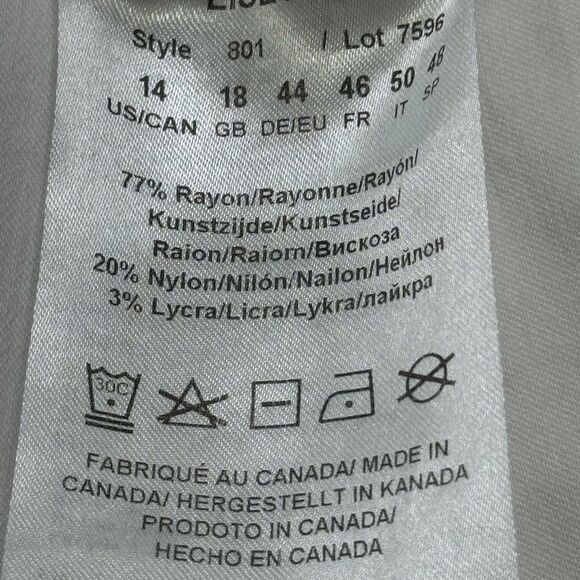 Style 801 / Lot 7596
14 18 44 46 50 48
US/CAN GB DE/EU FR IT SP
77% Rayon/Rayonne/Rayón/
Kunstzijde/Kunstseide/
Raion/Raiom/Вискоза
20% Nylon/Nilón/Nailon/Нейлон
3% Lycra/Licra/Lykra/лайкра
30C
FABRIQUÉ AU CANADA/ MADE IN
CANADA/ HERGESTELLT IN KANADA
PRODOTO IN CANADA/
HECHO EN CANADA